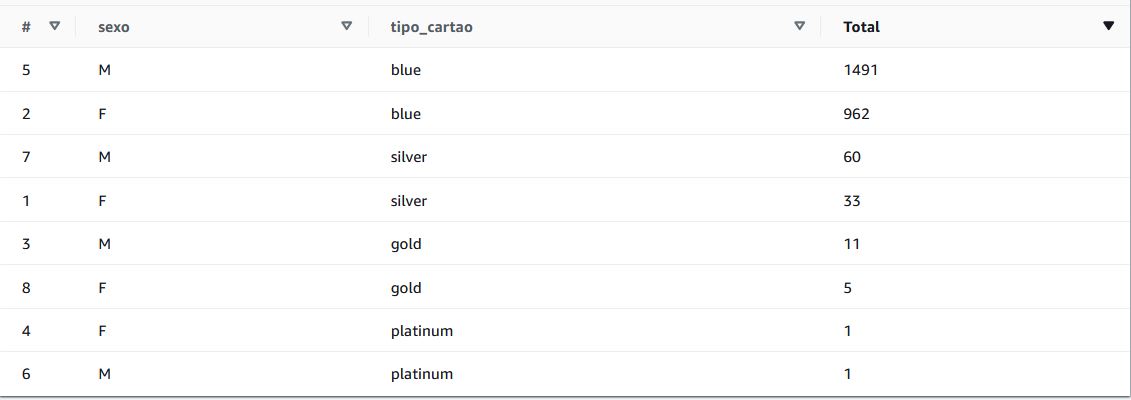 # sexo tipo_cartao Total
5 M blue 1491
2 F blue 962
7 M silver 60
1 F silver 33
3 M gold 11
8 F gold 5
4 F platinum 1
6 M platinum 1